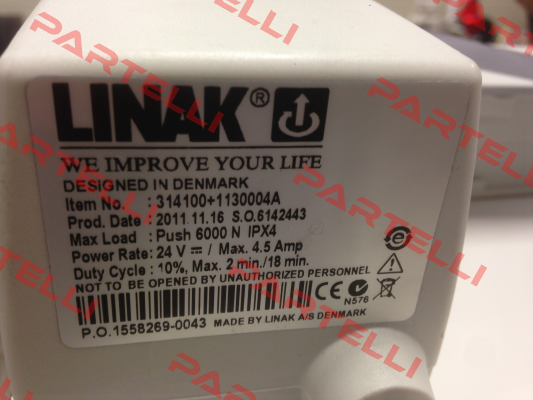 PARTELLI
PARTELLI
PARTELLI
LINAK®
WE IMPROVE YOUR LIFE
DESIGNED IN DENMARK
Item No. : 314100+1130004A
Prod. Date : 2011.11.16 S.O.6142443
Max Load : Push 6000 N IPX4
Power Rate: 24 V ⎓ / Max. 4.5 Amp
Duty Cycle : 10%, Max. 2 min./18 min.
NOT TO BE OPENED BY UNAUTHORIZED PERSONNEL
CE
N576
P.O.1558269-0043 MADE BY LINAK A/S DENMARK
PARTELLI
PARTELLI
PARTELLI